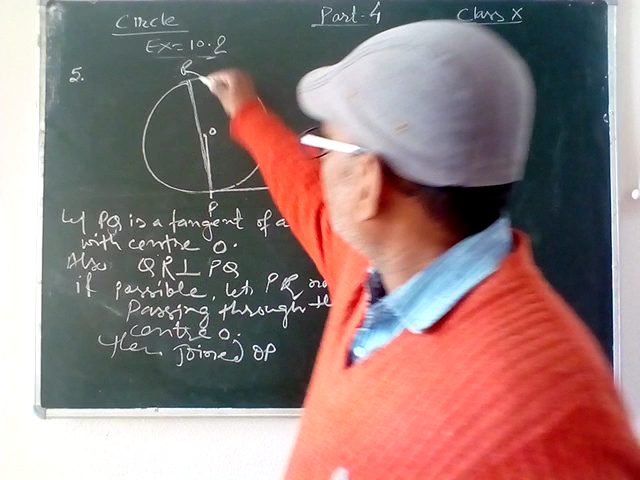 Circle
Part-4
Class X
Ex= 10.2
5.
R
O
P
Let PQ is a tangent of a
with centre O.
Also QR⊥ PQ
if possible, let PR
Passing through
centre O.
then joined OP